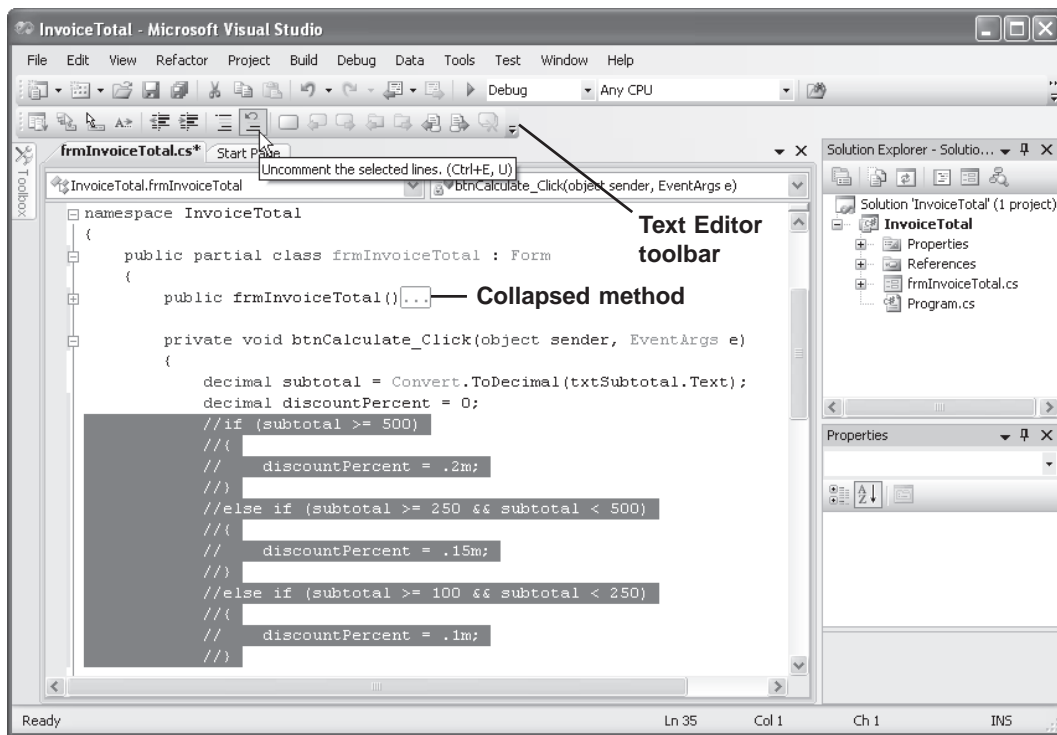 InvoiceTotal - Microsoft Visual Studio
File Edit View Refactor Project Build Debug Data Tools Test Window Help
Debug Any CPU
frmInvoiceTotal.cs* Start Page
Uncomment the selected lines. (Ctrl+E, U)
Toolbox
InvoiceTotal.frmInvoiceTotal
btnCalculate_Click(object sender, EventArgs e)
namespace InvoiceTotal
{
public partial class frmInvoiceTotal : Form
{
public frmInvoiceTotal()...
private void btnCalculate_Click(object sender, EventArgs e)
{
decimal subtotal = Convert.ToDecimal(txtSubtotal.Text);
decimal discountPercent = 0;
//if (subtotal >= 500)
//{
// discountPercent = .2m;
//}
//else if (subtotal >= 250 && subtotal < 500)
//{
// discountPercent = .15m;
//}
//else if (subtotal >= 100 && subtotal < 250)
//{
// discountPercent = .1m;
//}
Text Editor
toolbar
Collapsed method
Solution Explorer - Solutio...
Solution 'InvoiceTotal' (1 project)
InvoiceTotal
Properties
References
frmInvoiceTotal.cs
Program.cs
Properties
Ready Ln 35 Col 1 Ch 1 INS